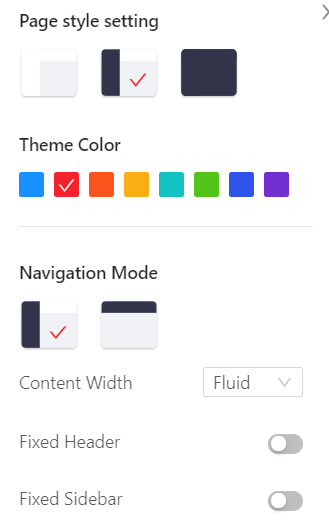 Page style setting
Theme Color
Navigation Mode
Content Width Fluid
Fixed Header
Fixed Sidebar